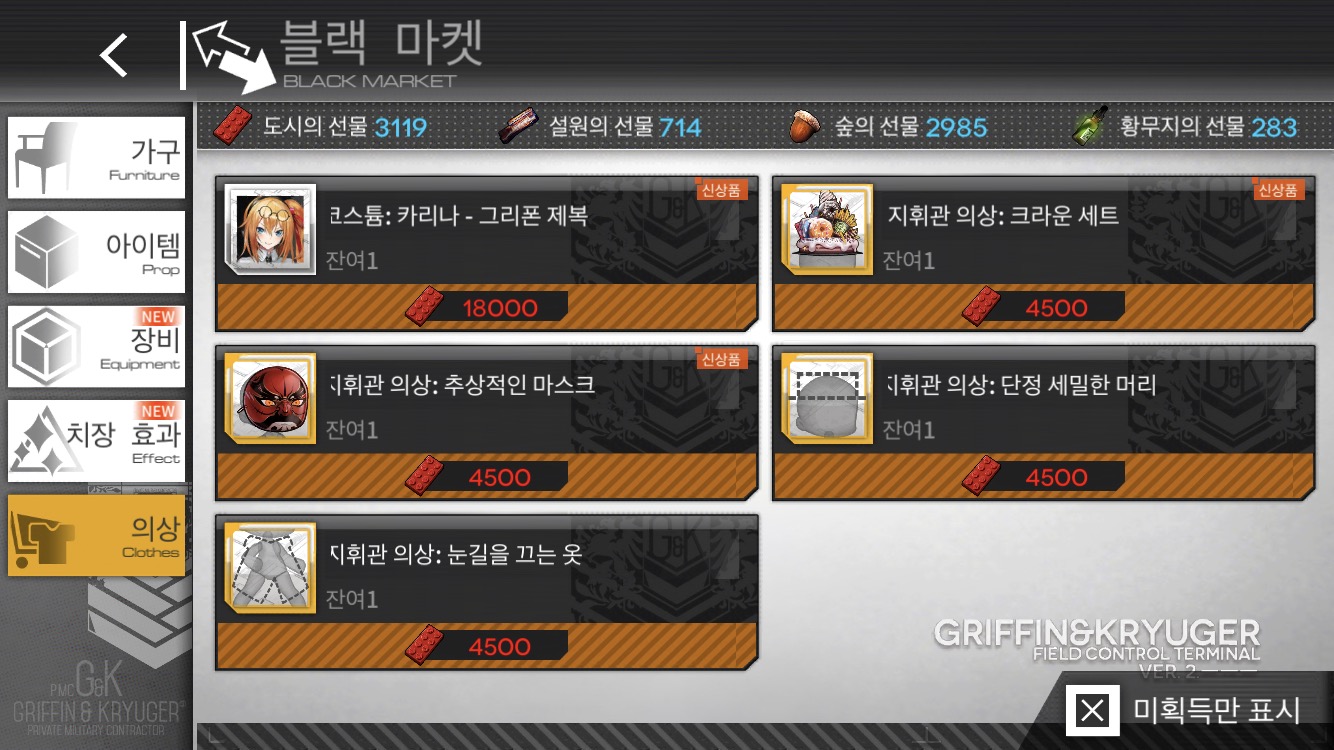 블랙 마켓
BLACK MARKET
도시의 선물 3119 설원의 선물 714 숲의 선물 2985 황무지의 선물 283
가구
Furniture
아이템
Prop
NEW
장비
Equipment
NEW
치장 효과
Effect
의상
Clothes
신상품
코스튬: 카리나 - 그리폰 제복
잔여1
18000
신상품
지휘관 의상: 크라운 세트
잔여1
4500
신상품
지휘관 의상: 추상적인 마스크
잔여1
4500
지휘관 의상: 단정 세밀한 머리
잔여1
4500
지휘관 의상: 눈길을 끄는 옷
잔여1
4500
GRIFFIN&KRYUGER
FIELD CONTROL TERMINAL
VER. 2.———
미획득만 표시
PMC G&K
GRIFFIN & KRYUGER
PRIVATE MILITARY CONTRACTOR